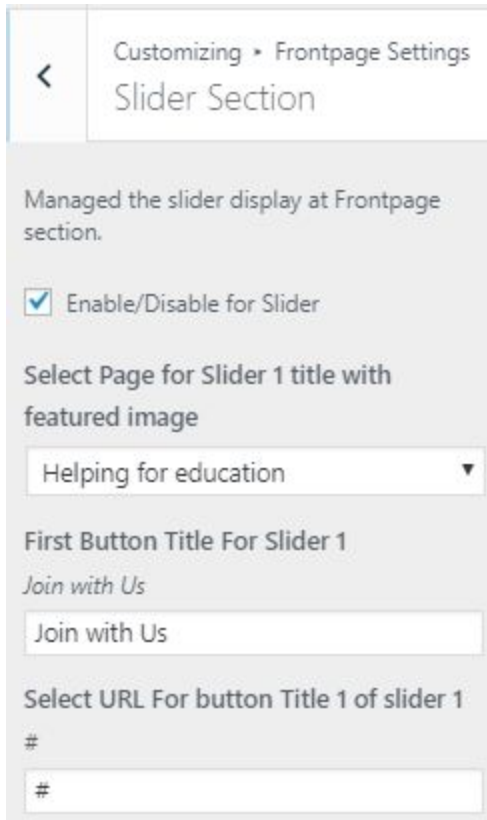 Customizing ▸ Frontpage Settings
Slider Section
Managed the slider display at Frontpage
section.
Enable/Disable for Slider
Select Page for Slider 1 title with
featured image
Helping for education
First Button Title For Slider 1
Join with Us
Join with Us
Select URL For button Title 1 of slider 1
#
#